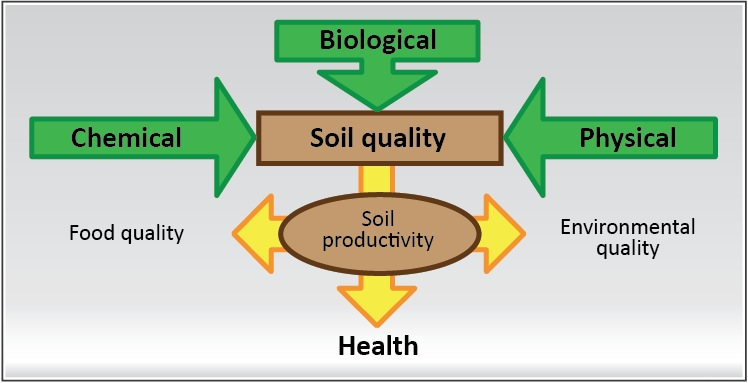 Biological
Chemical
Soil quality
Physical
Food quality
Soil
productivity
Environmental
quality
Health